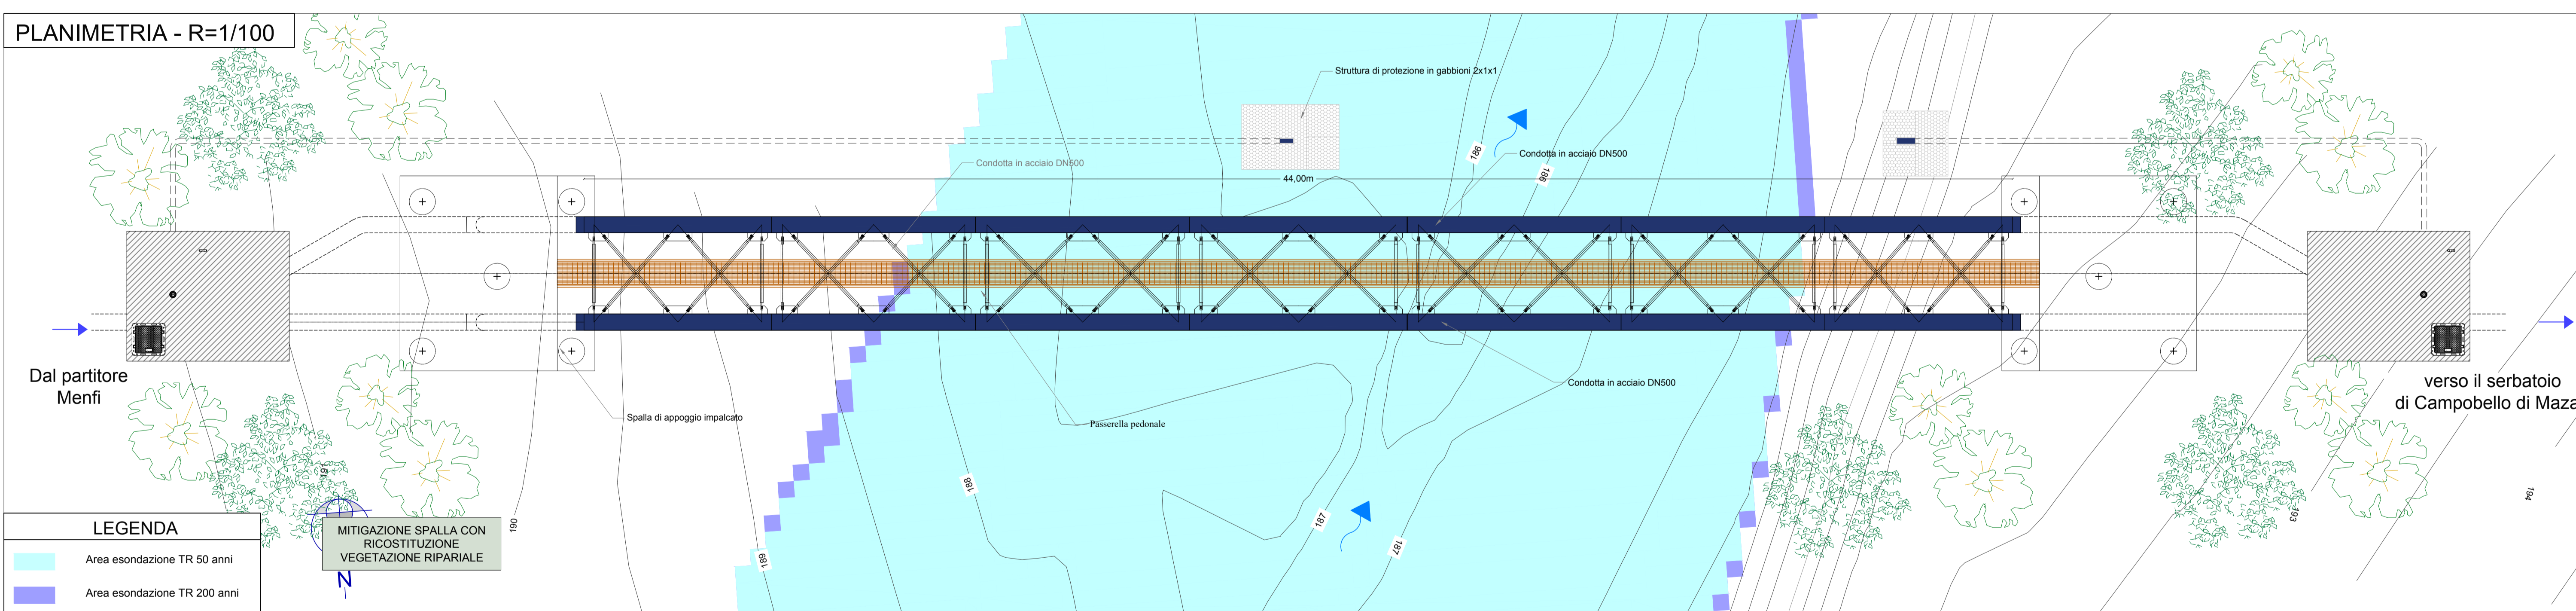 PLANIMETRIA - R=1/100
Struttura di protezione in gabbioni 2x1x1
Condotta in acciaio DN500
186
Condotta in acciaio DN500
186
44,00m
Dal partitore
Menfi
Condotta in acciaio DN500
verso il serbatoio
di Campobello di Maza
Spalla di appoggio impalcato
Passerella pedonale
191
188
194
190
187
193
187
189
MITIGAZIONE SPALLA CON
RICOSTITUZIONE
VEGETAZIONE RIPARIALE
N
LEGENDA
Area esondazione TR 50 anni
Area esondazione TR 200 anni